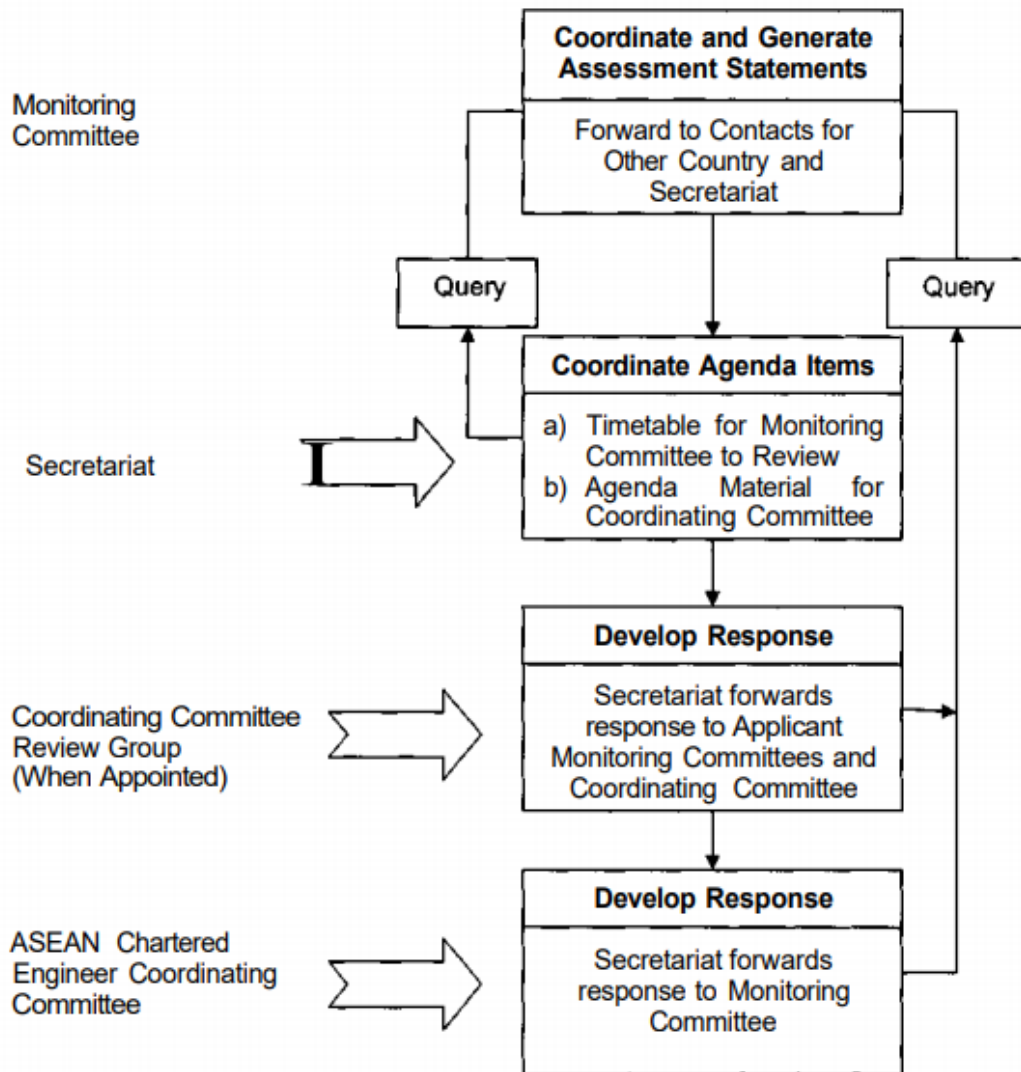 Coordinate and Generate
Assessment Statements
Monitoring
Committee
Forward to Contacts for
Other Country and
Secretariat
Query
Query
Coordinate Agenda Items
Secretariat
I
a) Timetable for Monitoring
Committee to Review
b) Agenda Material for
Coordinating Committee
Develop Response
Coordinating Committee
Review Group
(When Appointed)
Secretariat forwards
response to Applicant
Monitoring Committees and
Coordinating Committee
Develop Response
ASEAN Chartered
Engineer Coordinating
Committee
Secretariat forwards
response to Monitoring
Committee